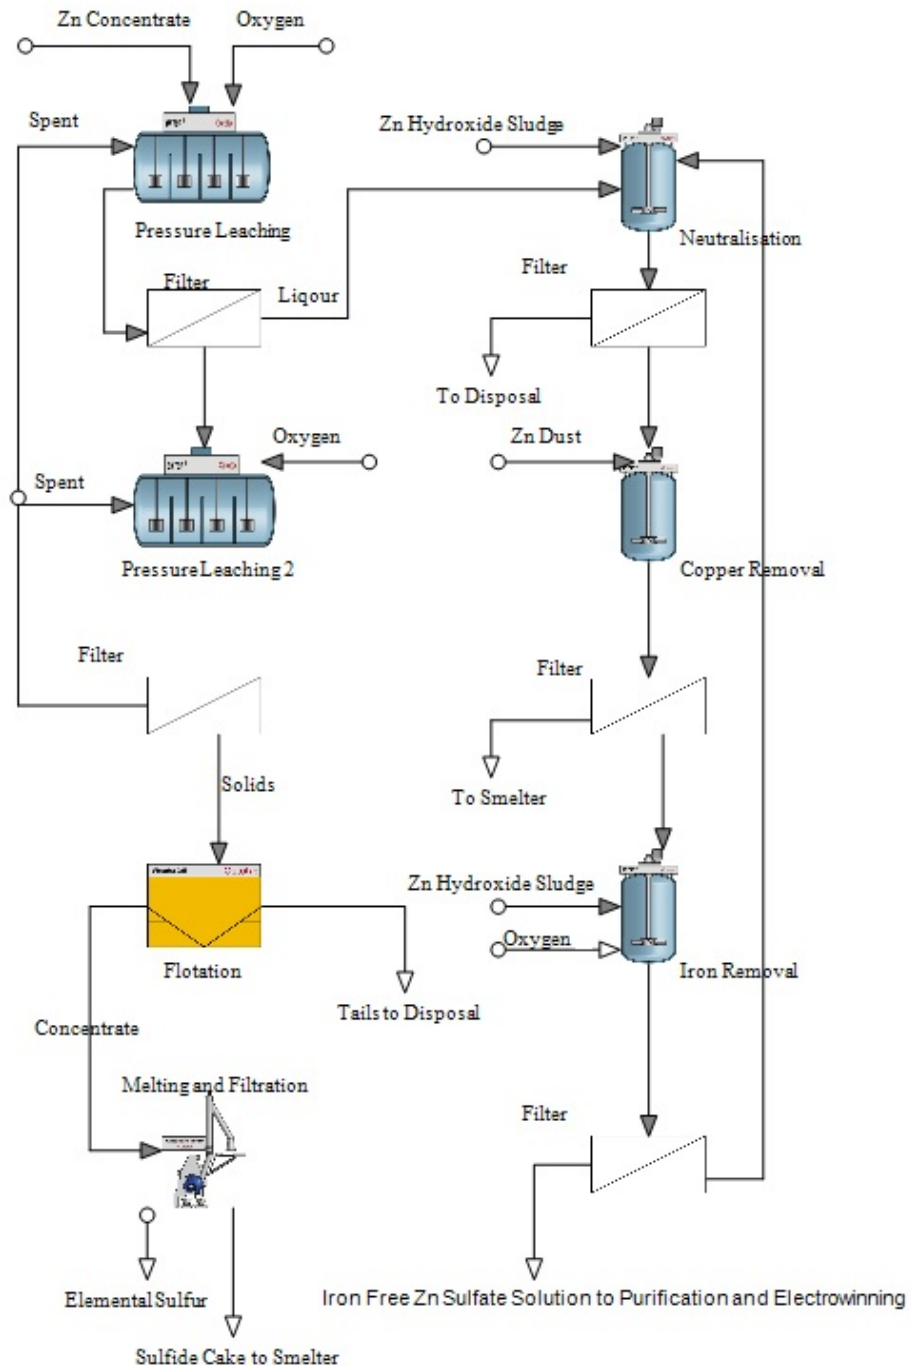 Zn Concentrate
Oxygen
Spent
Zn Hydroxide Sludge
Pressure Leaching
Neutralisation
Filter
Liqour
Filter
To Disposal
Oxygen
Zn Dust
Spent
Pressure Leaching 2
Copper Removal
Filter
Filter
Solids
To Smelter
Zn Hydroxide Sludge
Oxygen
Flotation
Iron Removal
Tails to Disposal
Concentrate
Melting and Filtration
Filter
Elemental Sulfur
Iron Free Zn Sulfate Solution to Purification and Electrowinning
Sulfide Cake to Smelter